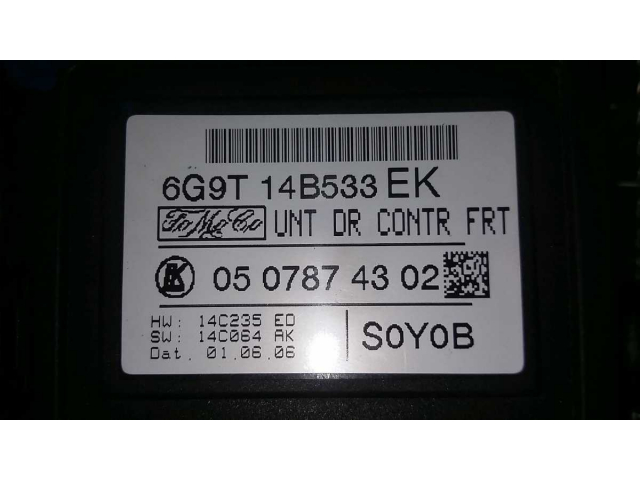 6G9T 14B533 EK
FoMoCo UNT DR CONTR FRT
K 05 0787 43 02
HW: 14C235 ED
SW: 14C064 AK
Dat. 01.06.06
S0Y0B